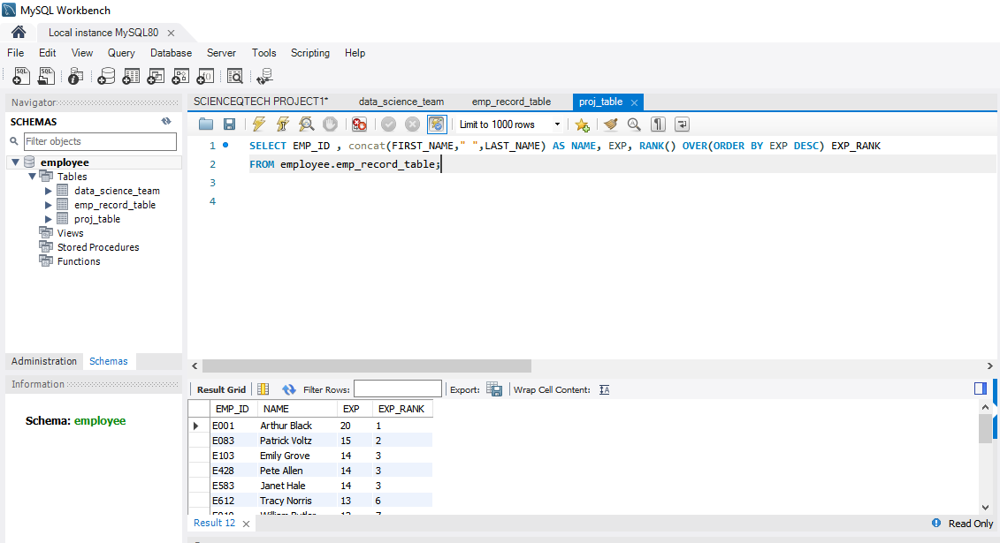 MySQL Workbench
Local instance MySQL80
File Edit View Query Database Server Tools Scripting Help
Navigator
SCHEMAS
Filter objects
employee
Tables
data_science_team
emp_record_table
proj_table
Views
Stored Procedures
Functions
Administration Schemas
Information
Schema: employee
SCIENCEQTECH PROJECT1* data_science_team emp_record_table proj_table
Limit to 1000 rows
1 SELECT EMP_ID , concat(FIRST_NAME," ",LAST_NAME) AS NAME, EXP, RANK() OVER(ORDER BY EXP DESC) EXP_RANK
2 FROM employee.emp_record_table;
3
4
Result Grid Filter Rows: Export: Wrap Cell Content:
EMP_ID NAME EXP EXP_RANK
E001 Arthur Black 20 1
E083 Patrick Voltz 15 2
E103 Emily Grove 14 3
E428 Pete Allen 14 3
E583 Janet Hale 14 3
E612 Tracy Norris 13 6
Result 12
Read Only